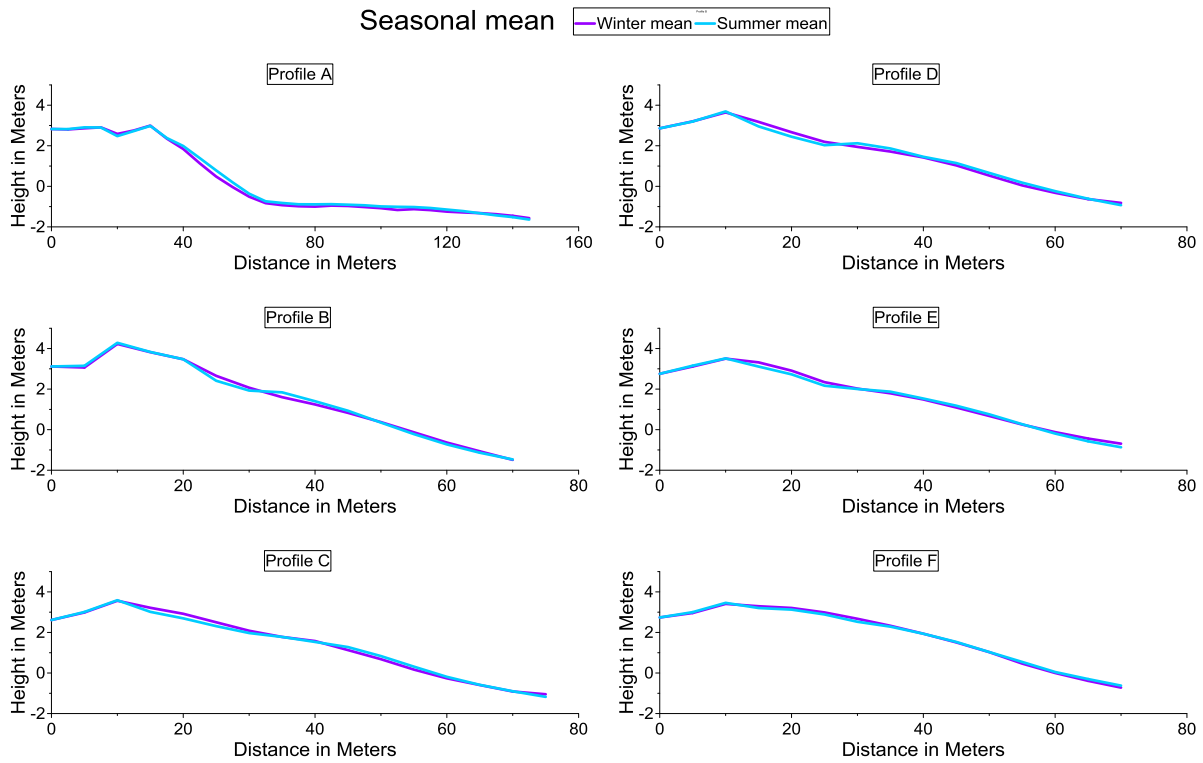 Seasonal mean
Profile B
Winter mean Summer mean
Profile A
Height in Meters
4
2
0
-2
0 40 80 120 160
Distance in Meters
Profile D
Height in Meters
4
2
0
-2
0 20 40 60 80
Distance in Meters
Profile B
Height in Meters
4
2
0
-2
0 20 40 60 80
Distance in Meters
Profile E
Height in Meters
4
2
0
-2
0 20 40 60 80
Distance in Meters
Profile C
Height in Meters
4
2
0
-2
0 20 40 60 80
Distance in Meters
Profile F
Height in Meters
4
2
0
-2
0 20 40 60 80
Distance in Meters